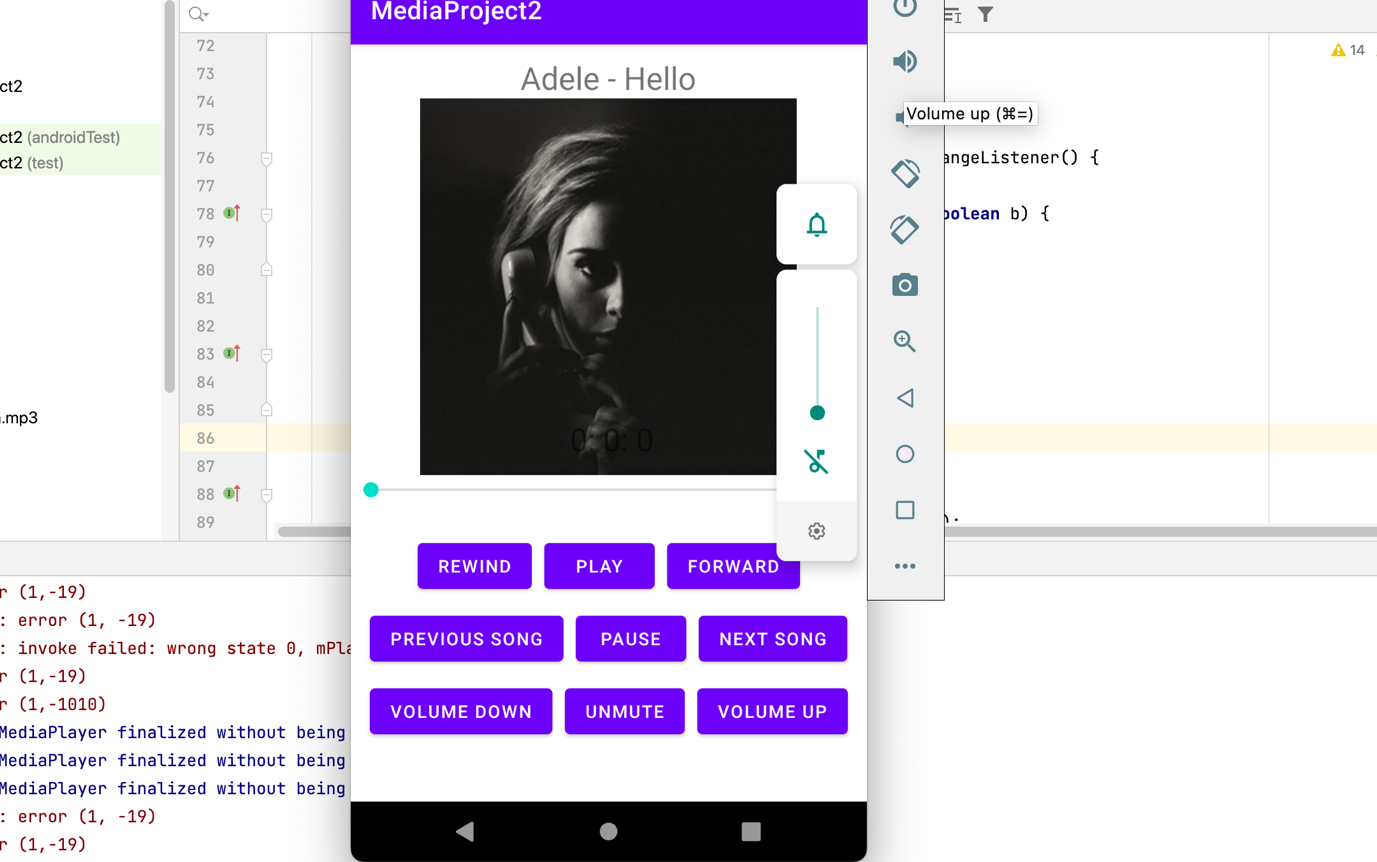 MediaProject2
72
14
ct2
73
Adele - Hello
74
Volume up (⌘=)
ct2 (androidTest)
75
ct2 (test)
76
angeListener() {
77
78
oolean b) {
79
80
81
82
83
84
85
.mp3
86
0: 0: 0
87
88
89
REWIND
PLAY
FORWARD
r (1,-19)
: error (1, -19)
PREVIOUS SONG
PAUSE
NEXT SONG
: invoke failed: wrong state 0, mPla
r (1,-19)
r (1,-1010)
VOLUME DOWN
UNMUTE
VOLUME UP
MediaPlayer finalized without being
MediaPlayer finalized without being
MediaPlayer finalized without being
: error (1, -19)
r (1,-19)